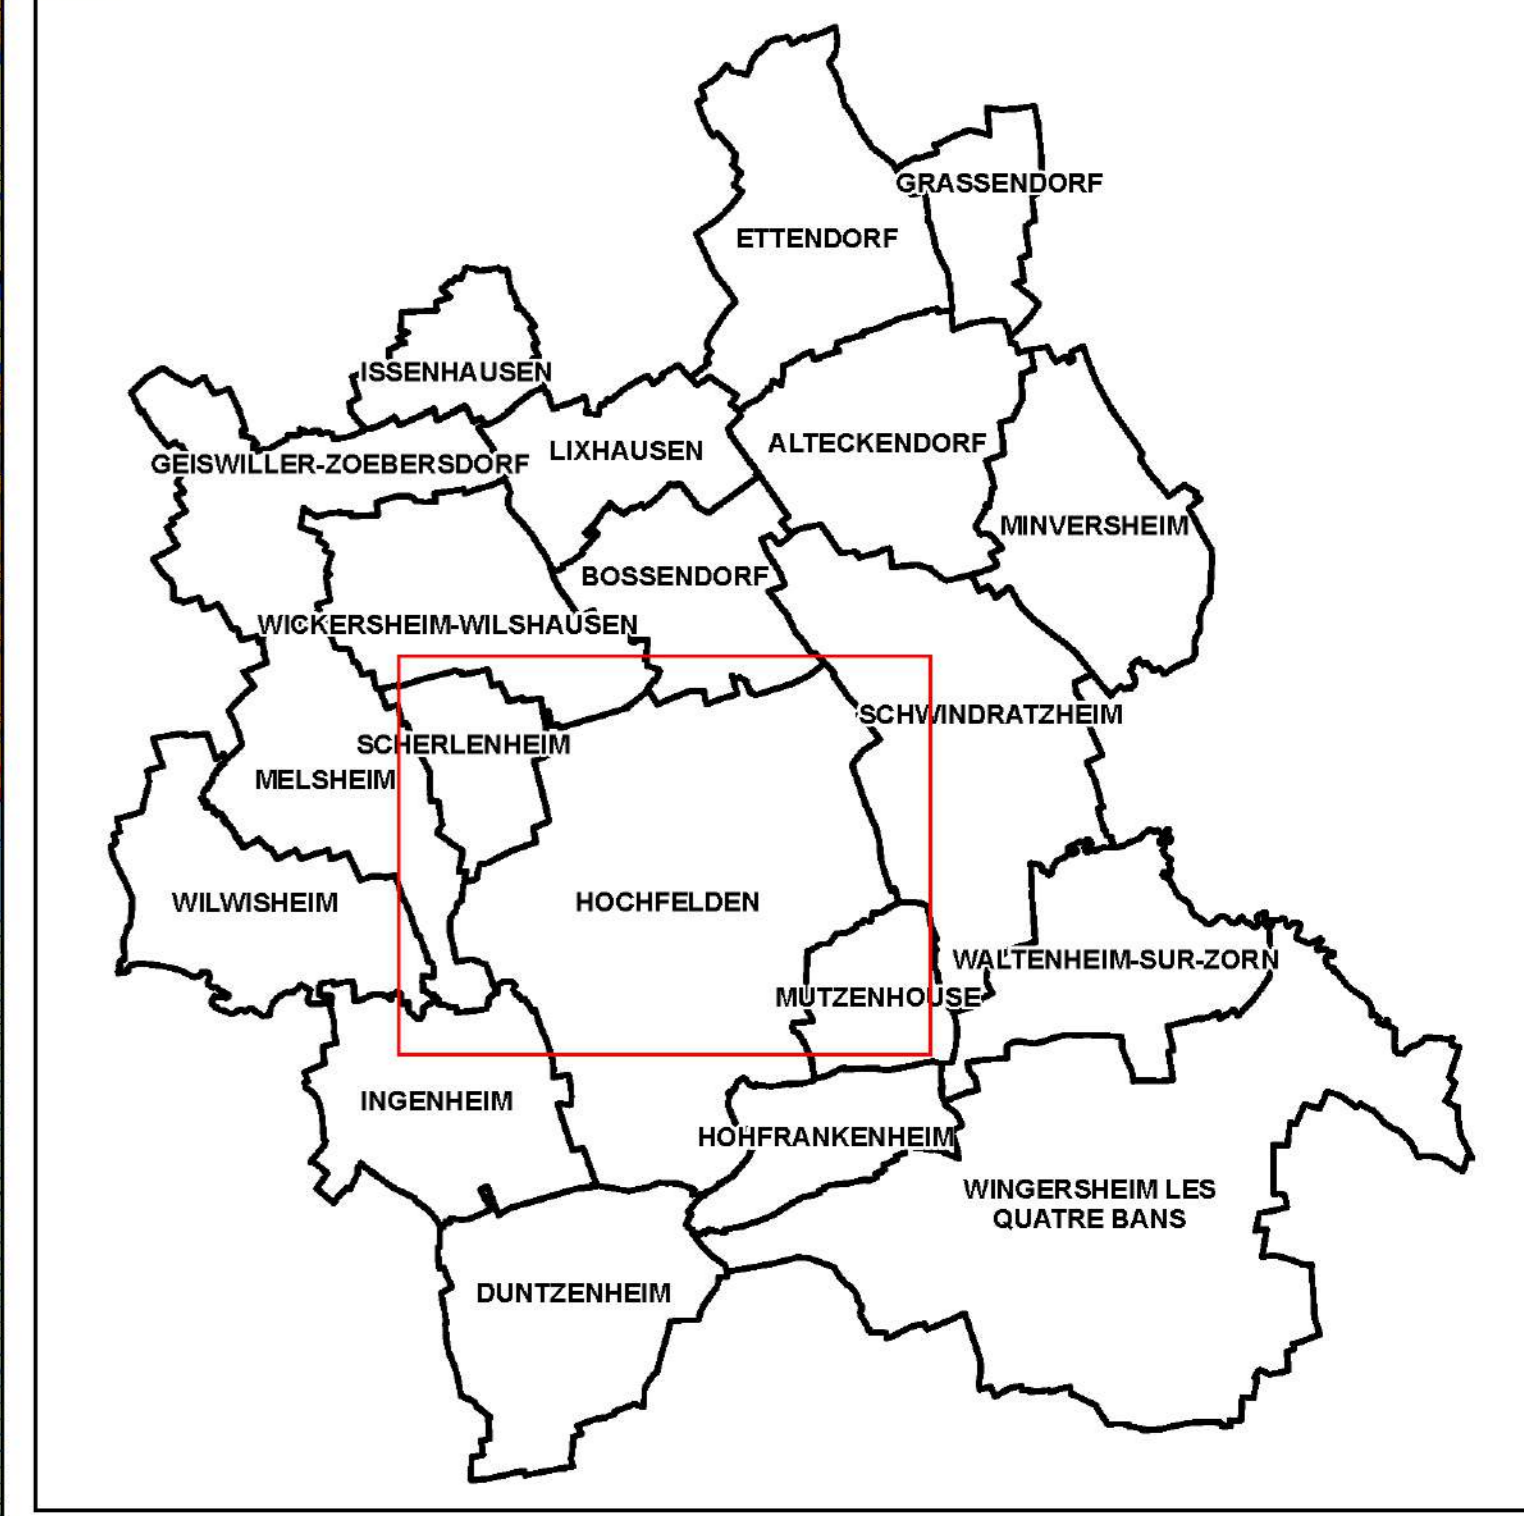 GRASSENDORF
ETTENDORF
ISSENHAUSEN
ALTECKENDORF
LIXHAUSEN
GEISWILLER-ZOEBERSDORF
MINVERSHEIM
BOSSENDORF
WICKERSHEIM-WILSHAUSEN
SCHWINDRATZHEIM
SCHERLENHEIM
MELSHEIM
WILWISHEIM
HOCHFELDEN
WALTENHEIM-SUR-ZORN
MUTZENHOUSE
INGENHEIM
HOHFRANKENHEIM
WINGERSHEIM LES
QUATRE BANS
DUNTZENHEIM